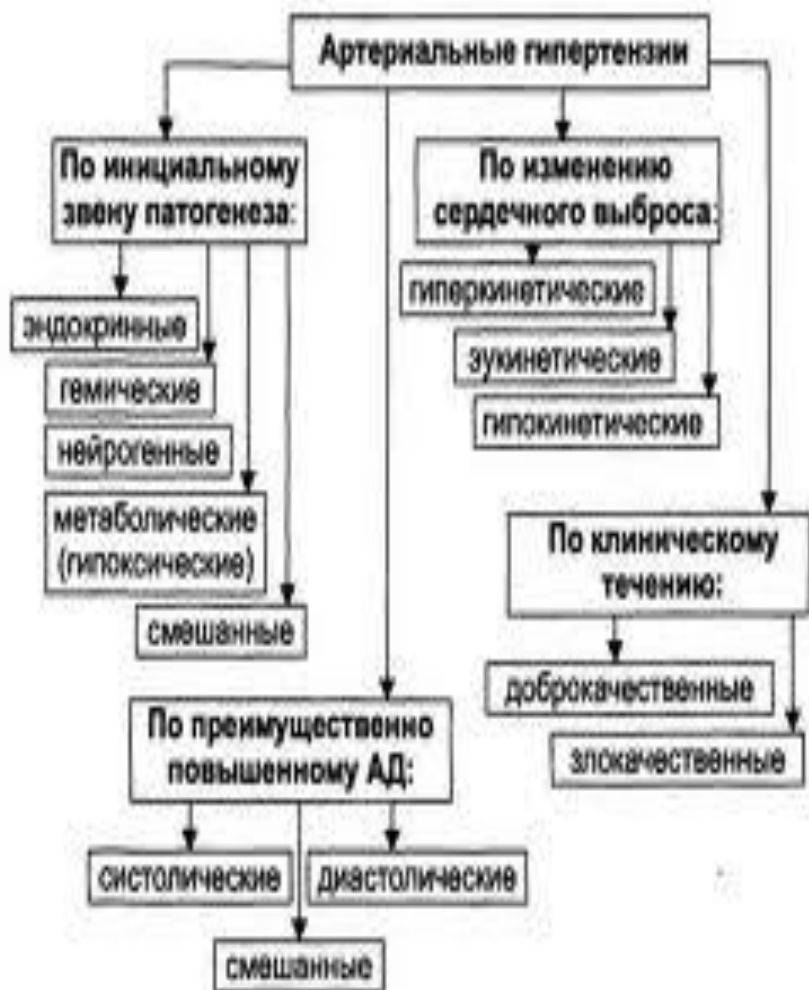 Артериальные гипертензии
По инициальному
звену патогенеза:
эндокринные
гемические
нейрогенные
метаболические
(гипоксические)
смешанные
По изменению
сердечного выброса:
гиперкинетические
эукинетические
гипокинетические
По клиническому
течению:
доброкачественные
злокачественные
По преимущественно
повышенному АД:
систолические
диастолические
смешанные